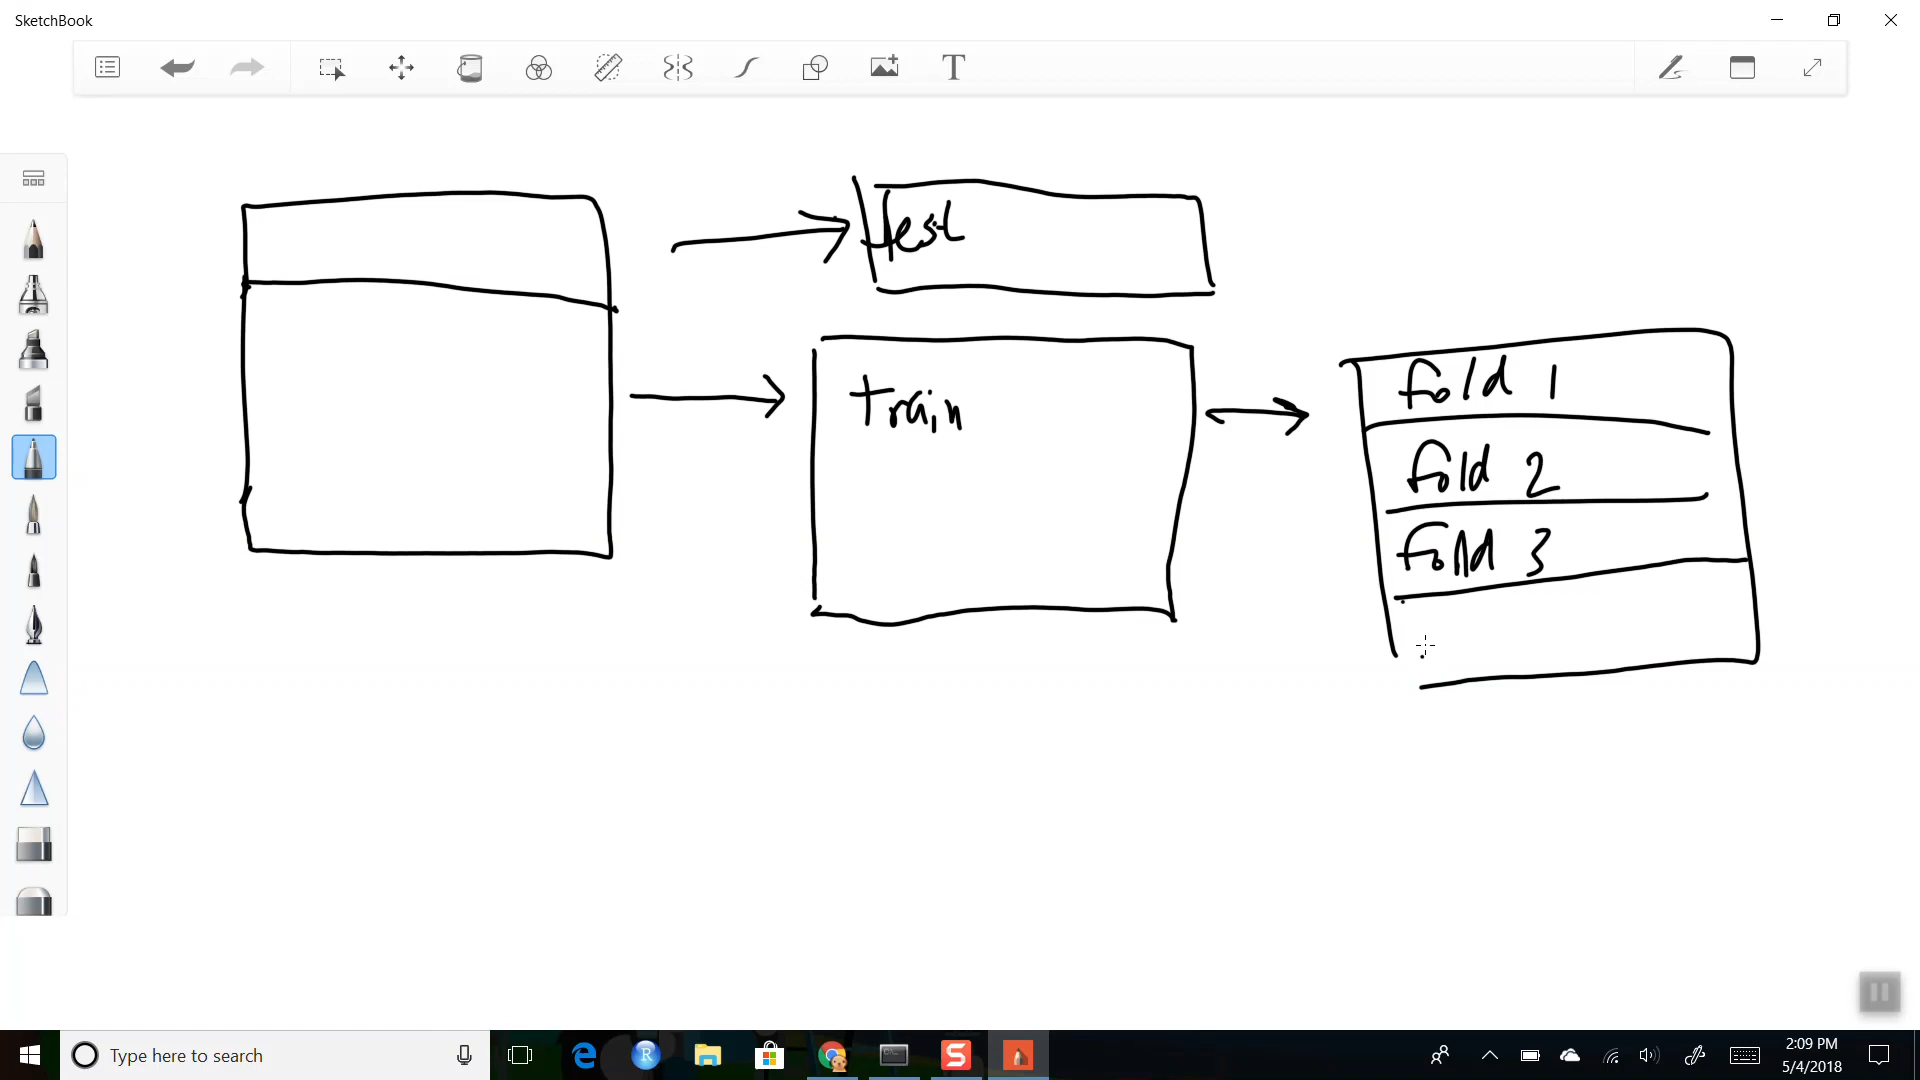 SketchBook
test
train
fold 1
fold 2
fold 3
Type here to search
2:09 PM
5/4/2018